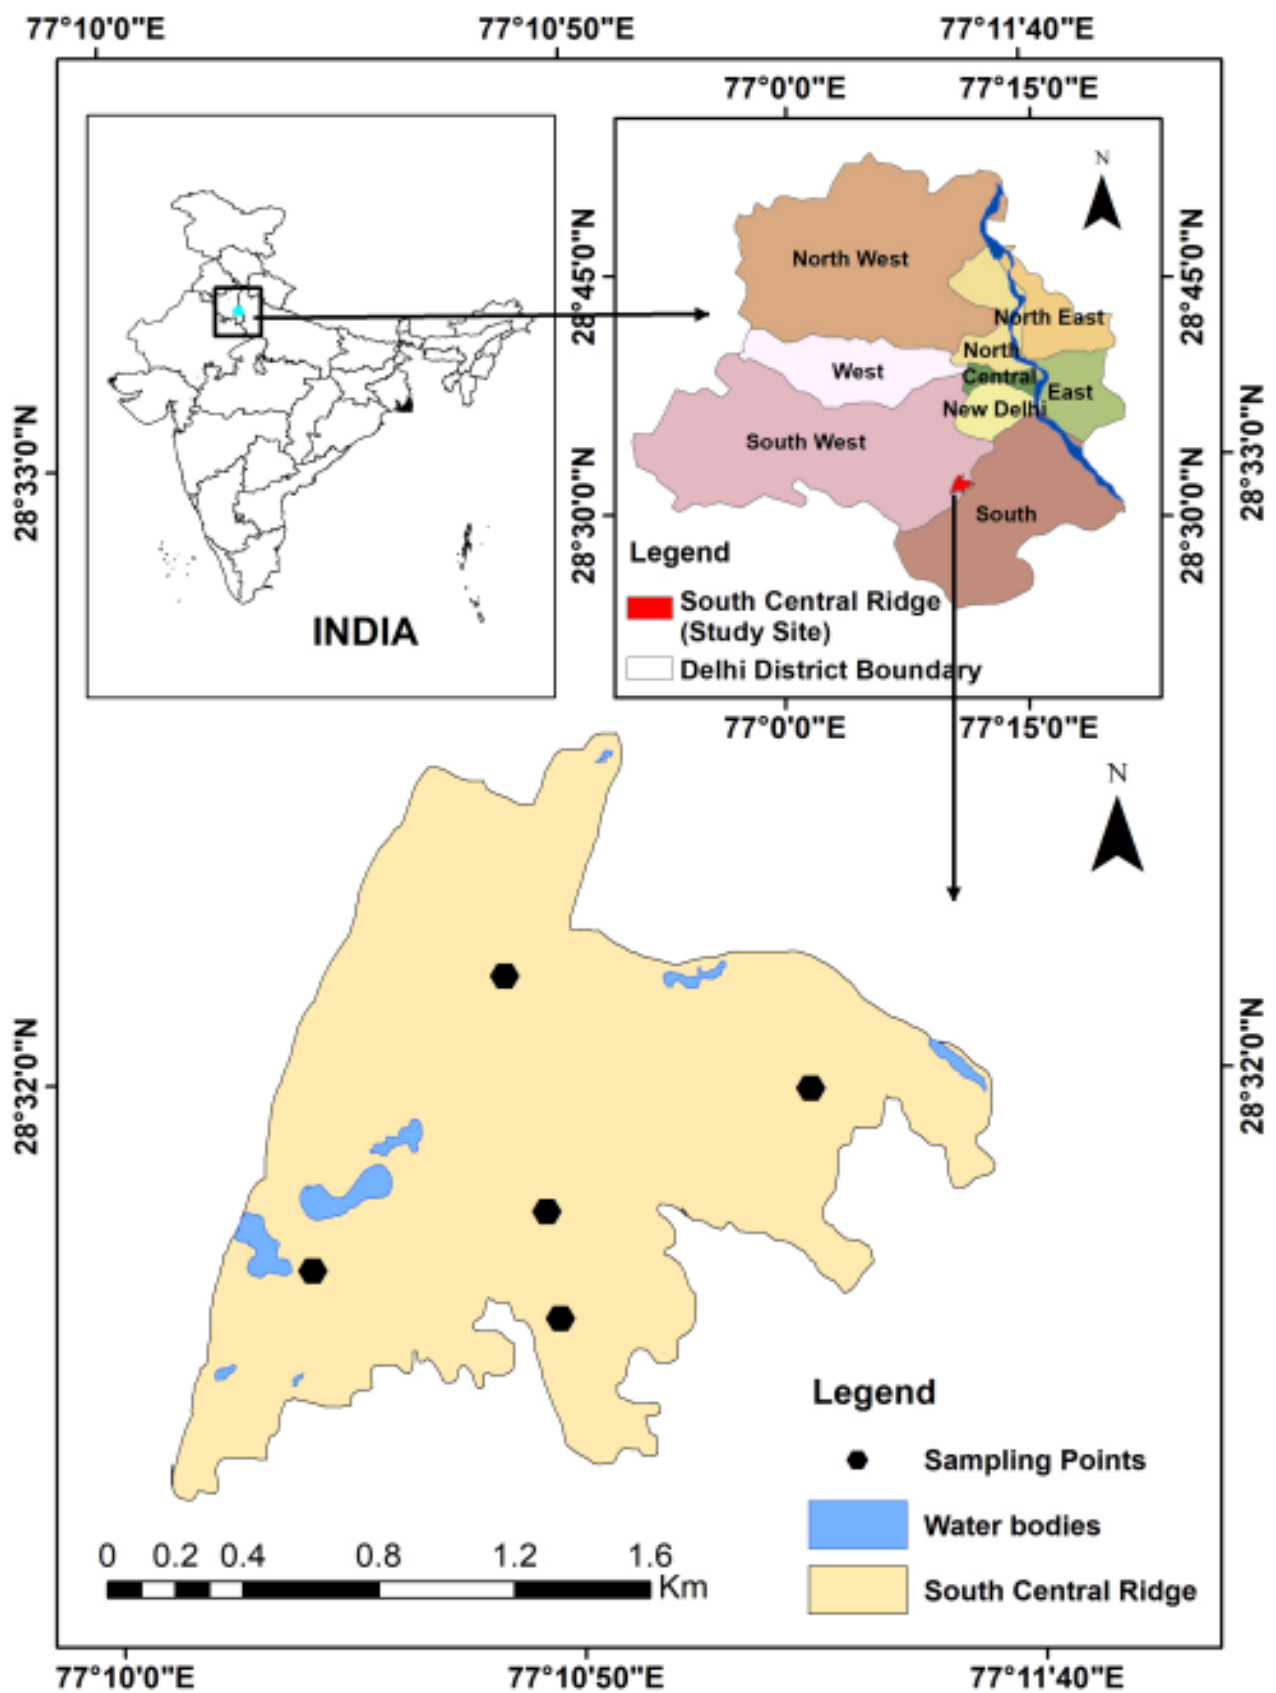 77°10'0"E 77°10'50"E 77°11'40"E
77°0'0"E 77°15'0"E
N
28°45'0"N 28°45'0"N
North West
North East
North
Central
West
East
New Delhi
South West
28°33'0"N 28°33'0"N
28°30'0"N 28°30'0"N
South
Legend
South Central Ridge
(Study Site)
Delhi District Boundary
INDIA
77°0'0"E 77°15'0"E
N
28°32'0"N 28°32'0"N
Legend
Sampling Points
Water bodies
South Central Ridge
0 0.2 0.4 0.8 1.2 1.6
Km
77°10'0"E 77°10'50"E 77°11'40"E